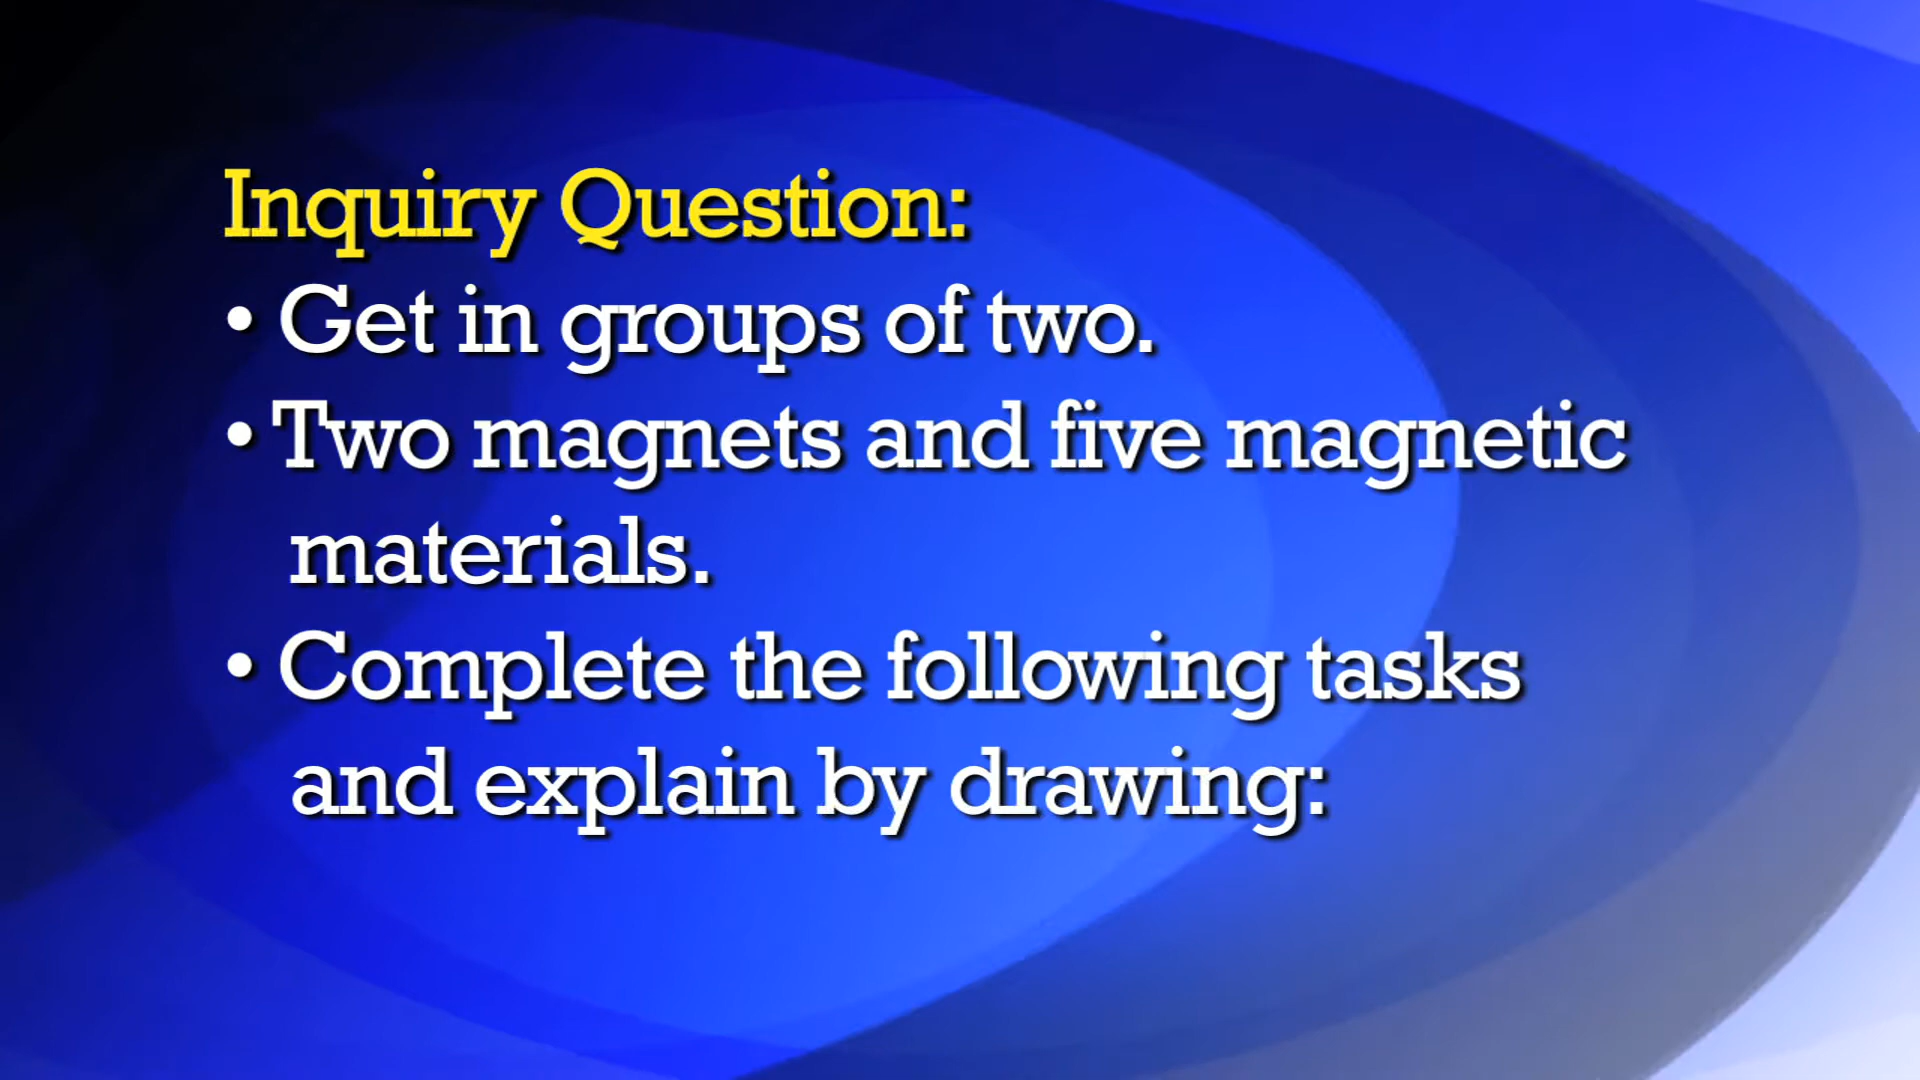 Inquiry Question:
• Get in groups of two.
• Two magnets and five magnetic
materials.
• Complete the following tasks
and explain by drawing: